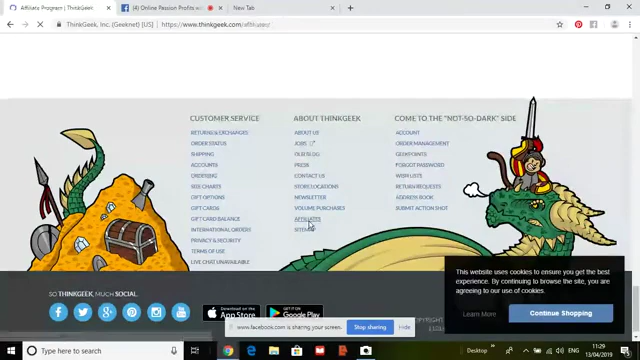 Affiliate Program | ThinkGeek
(4) Online Passion Profits wit
New Tab
ThinkGeek, Inc. (Geeknet) [US] | https://www.thinkgeek.com/affiliates/
CUSTOMER SERVICE
RETURNS & EXCHANGES
ORDER STATUS
SHIPPING
ACCOUNTS
ORDERING
SIZE CHARTS
GIFT OPTIONS
GIFT CARDS
GIFT CARD BALANCE
INTERNATIONAL ORDERS
PRIVACY & SECURITY
TERMS OF USE
LIVE CHAT UNAVAILABLE
ABOUT THINKGEEK
ABOUT US
JOBS
OUR BLOG
PRESS
CONTACT US
STORE LOCATIONS
NEWSLETTER
VOLUME PURCHASES
AFFILIATES
SITEMAP
COME TO THE "NOT-SO-DARK" SIDE
ACCOUNT
ORDER MANAGEMENT
GEEKPOINTS
FORGOT PASSWORD
WISH LISTS
RETURN REQUESTS
ADDRESS BOOK
SUBMIT ACTION SHOT
This website uses cookies to ensure you get the best
experience. By continuing to browse the site, you are
agreeing to our use of cookies.
Learn More
Continue Shopping
SO THINKGEEK, MUCH SOCIAL.
Download on the
App Store
GET IT ON
Google Play
www.facebook.com is sharing your screen.
Stop sharing
Hide
Type here to search
Desktop
ENG
11:29
13/04/2019